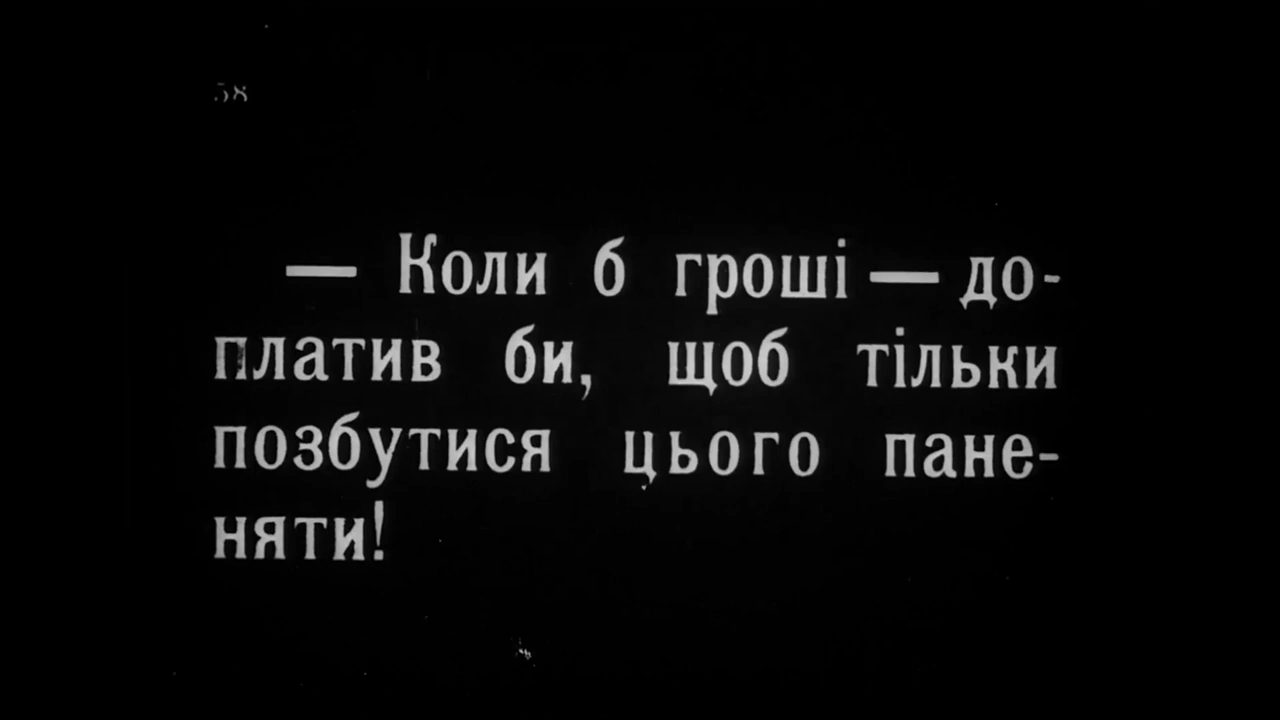 58
— Коли б гроші — до-
платив би, щоб тільки
позбутися цього пане-
няти!